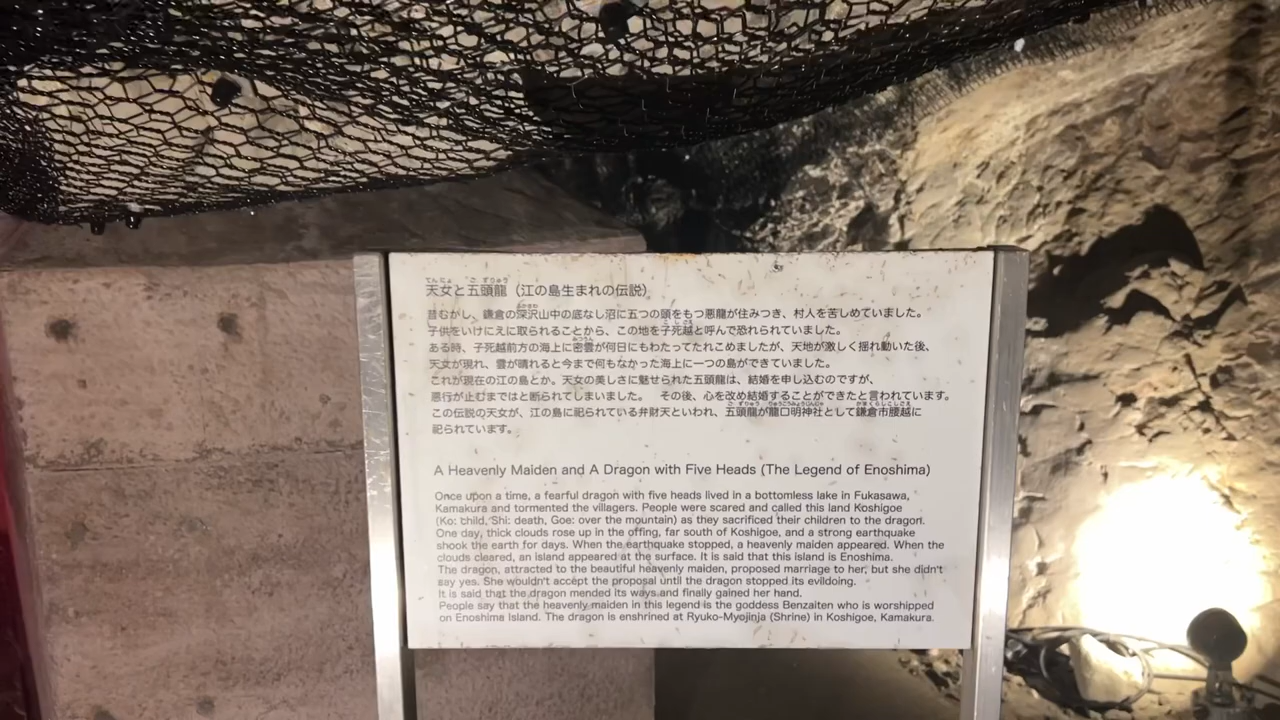 天女と五頭龍（江の島生まれの伝説）
昔むかし、鎌倉の深沢山中の底なし沼に五つの頭をもつ悪龍が住みつき、村人を苦しめていました。
子供をいけにえに取られることから、この地を子死越と呼んで恐れられていました。
ある時、子死越前方の海上に密雲が何日にもわたってたれこめましたが、天地が激しく揺れ動いた後、
天女が現れ、雲が晴れると今まで何もなかった海上に一つの島ができていました。
これが現在の江の島とか。天女の美しさに魅せられた五頭龍は、結婚を申し込むのですが、
悪行が止むまではと断られてしまいました。 その後、心を改め結婚することができたと言われています。
この伝説の天女が、江の島に祀られている弁財天といわれ、五頭龍が龍口明神社として鎌倉市腰越に
祀られています。
A Heavenly Maiden and A Dragon with Five Heads (The Legend of Enoshima)
Once upon a time, a fearful dragon with five heads lived in a bottomless lake in Fukasawa,
Kamakura and tormented the villagers. People were scared and called this land Koshigoe
(Ko: child, Shi: death, Goe: over the mountain) as they sacrificed their children to the dragon.
One day, thick clouds rose up in the offing, far south of Koshigoe, and a strong earthquake
shook the earth for days. When the earthquake stopped, a heavenly maiden appeared. When the
clouds cleared, an island appeared at the surface. It is said that this island is Enoshima.
The dragon, attracted to the beautiful heavenly maiden, proposed marriage to her, but she didn't
say yes. She wouldn't accept the proposal until the dragon stopped its evildoing.
It is said that the dragon mended its ways and finally gained her hand.
People say that the heavenly maiden in this legend is the goddess Benzaiten who is worshipped
on Enoshima Island. The dragon is enshrined at Ryuko-Myojinja (Shrine) in Koshigoe, Kamakura.